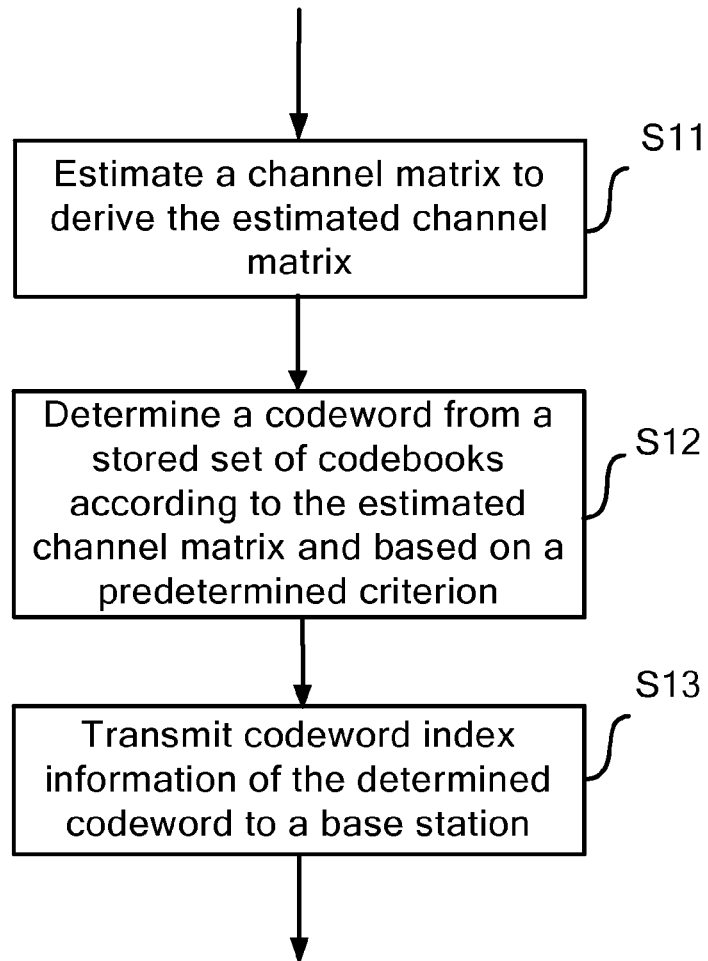 S11
Estimate a channel matrix to
derive the estimated channel
matrix
Determine a codeword from a
stored set of codebooks
according to the estimated
channel matrix and based on a
predetermined criterion
S12
S13
Transmit codeword index
information of the determined
codeword to a base station